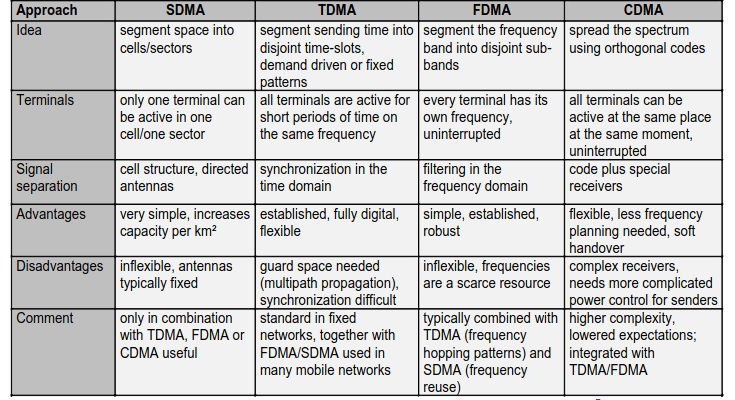 Approach SDMA TDMA FDMA CDMA
Idea segment space into segment sending time into segment the frequency spread the spectrum
cells/sectors disjoint time-slots, band into disjoint sub- using orthogonal codes
demand driven or fixed bands
patterns
Terminals only one terminal can all terminals are active for every terminal has its all terminals can be
be active in one short periods of time on own frequency, active at the same place
cell/one sector the same frequency uninterrupted at the same moment,
uninterrupted
Signal cell structure, directed synchronization in the filtering in the code plus special
separation antennas time domain frequency domain receivers
Advantages very simple, increases established, fully digital, simple, established, flexible, less frequency
capacity per km² flexible robust planning needed, soft
handover
Disadvantages inflexible, antennas guard space needed inflexible, frequencies complex receivers,
typically fixed (multipath propagation), are a scarce resource needs more complicated
synchronization difficult power control for senders
Comment only in combination standard in fixed typically combined with higher complexity,
with TDMA, FDMA or networks, together with TDMA (frequency lowered expectations;
CDMA useful FDMA/SDMA used in hopping patterns) and integrated with
many mobile networks SDMA (frequency TDMA/FDMA
reuse)